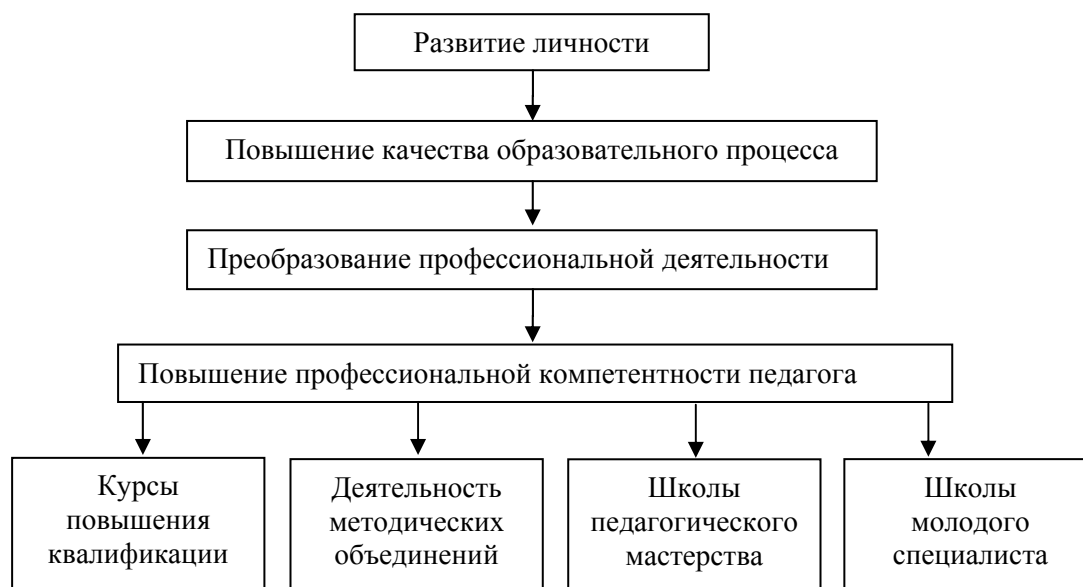 Развитие личности
Повышение качества образовательного процесса
Преобразование профессиональной деятельности
Повышение профессиональной компетентности педагога
Курсы
повышения
квалификации
Деятельность
методических
объединений
Школы
педагогического
мастерства
Школы
молодого
специалиста